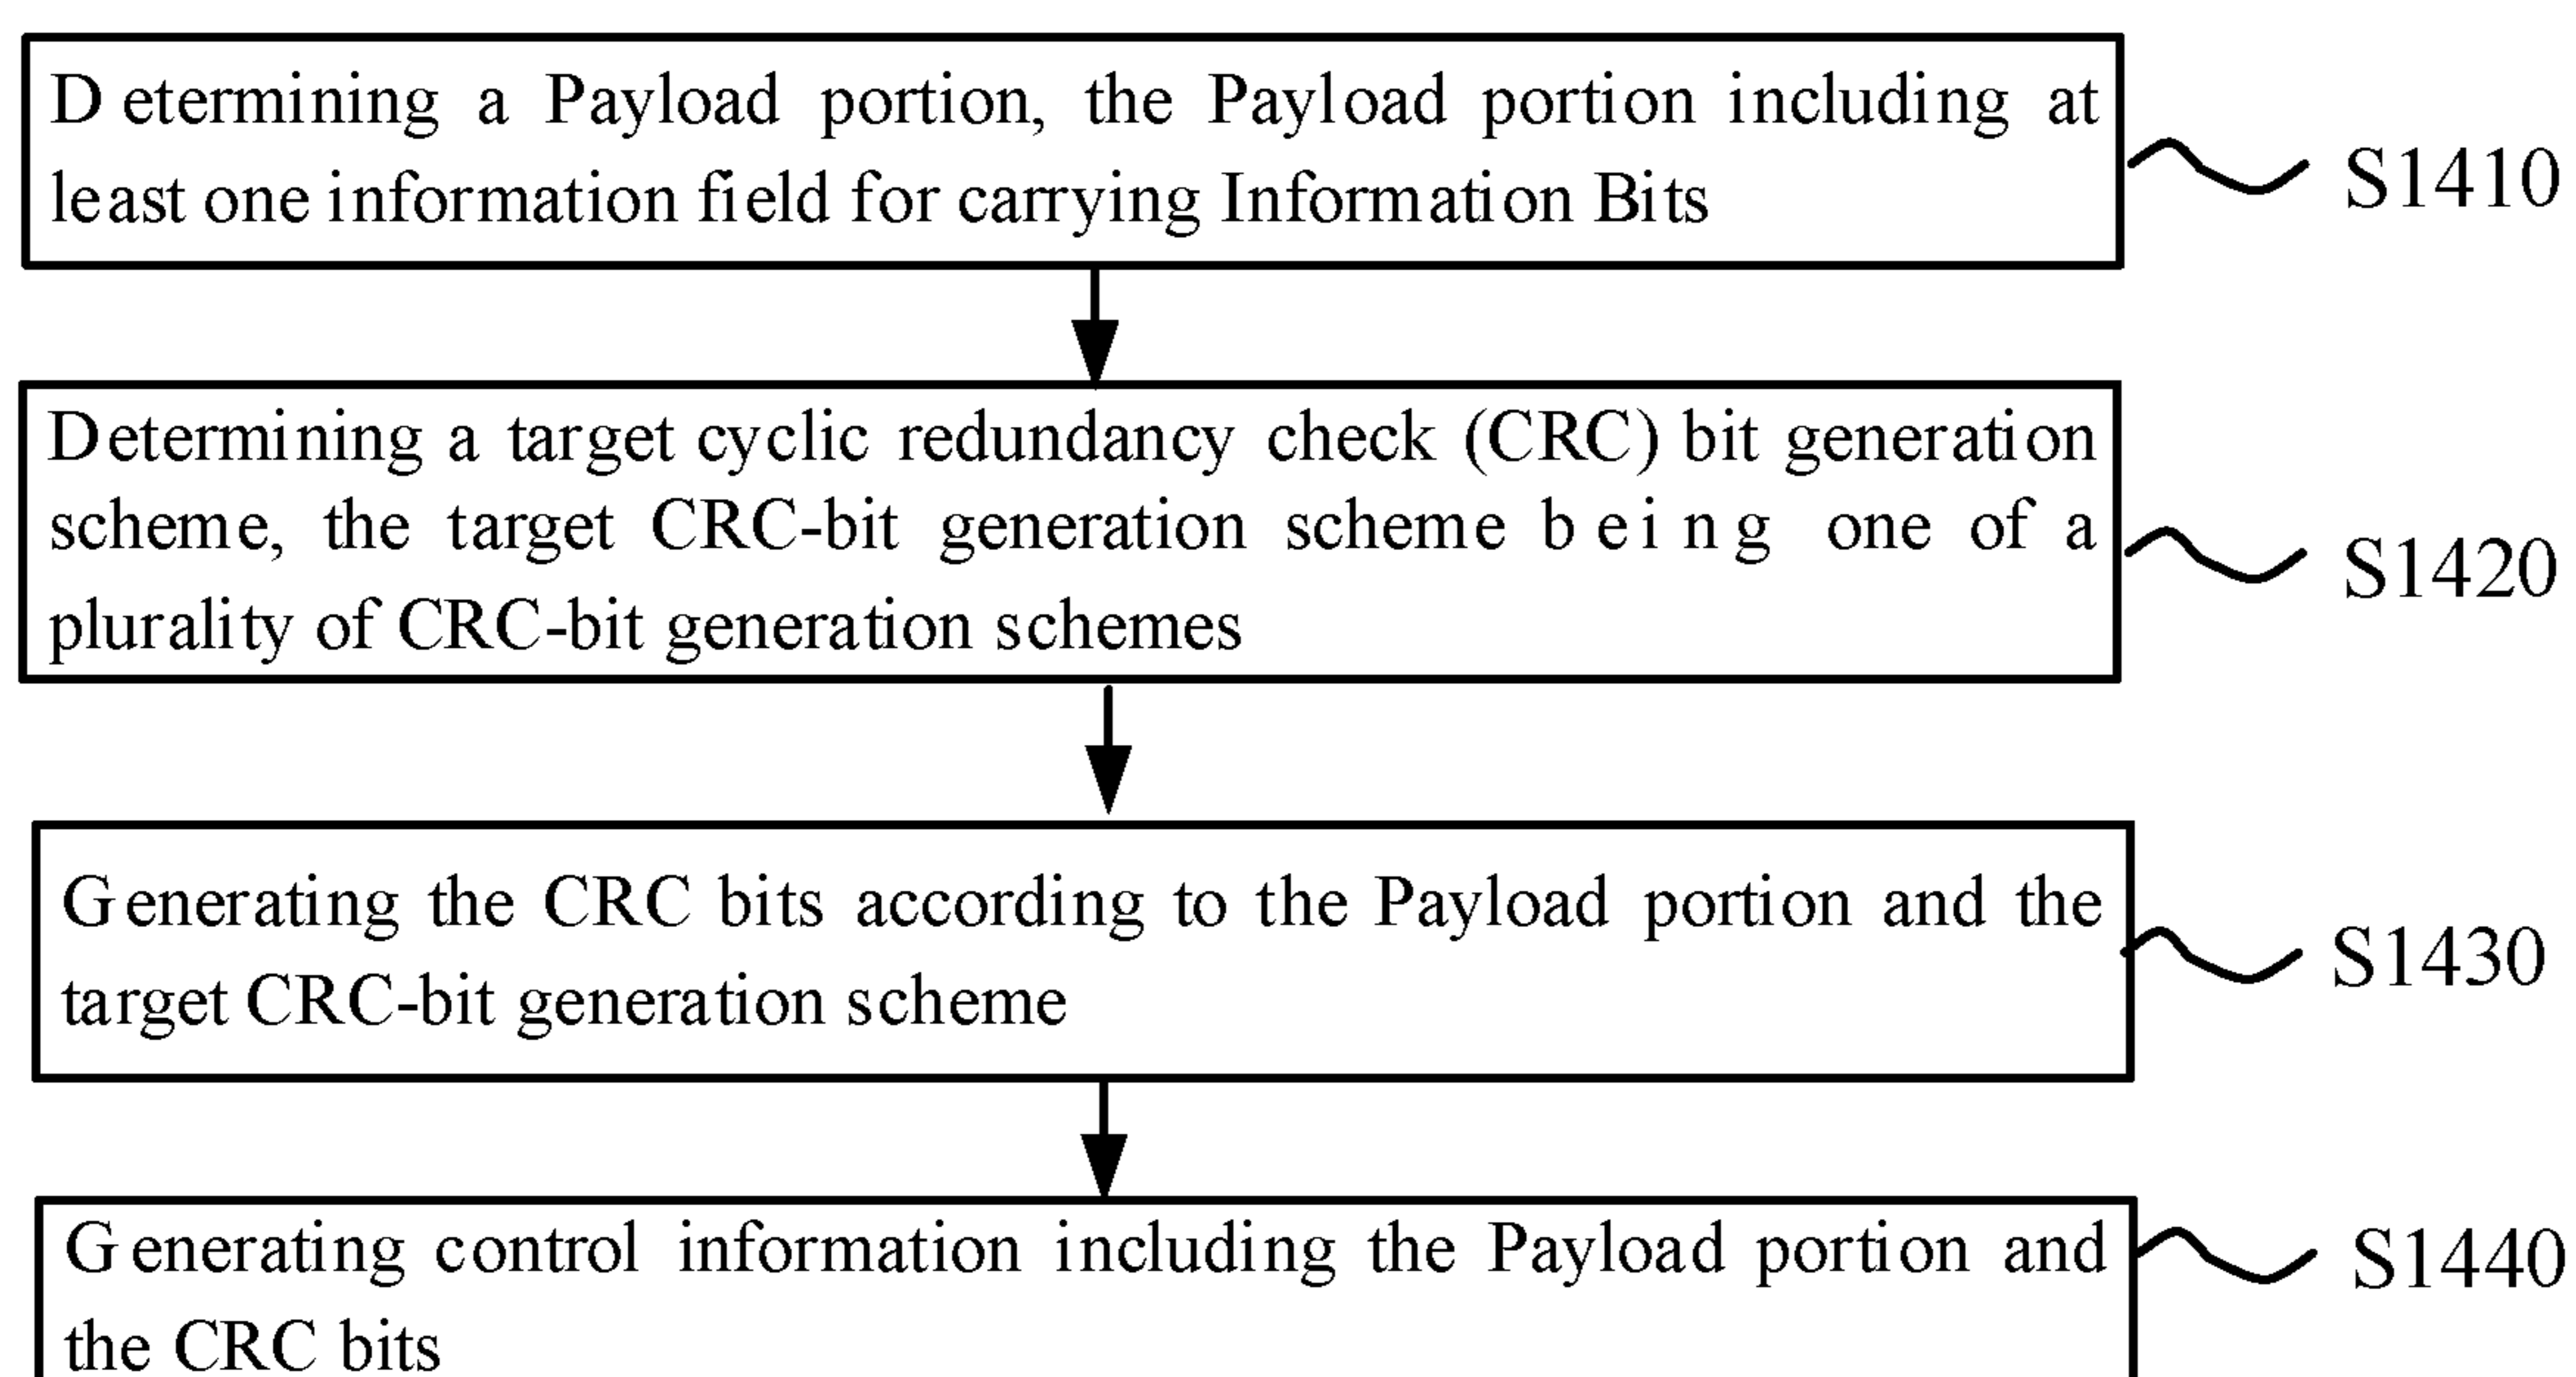 Determining a Payload portion, the Payload portion including at
least one information field for carrying Information Bits
S1410
Determining a target cyclic redundancy check (CRC) bit generation
scheme, the target CRC-bit generation scheme being one of a
plurality of CRC-bit generation schemes
S1420
Generating the CRC bits according to the Payload portion and the
target CRC-bit generation scheme
S1430
Generating control information including the Payload portion and
the CRC bits
S1440